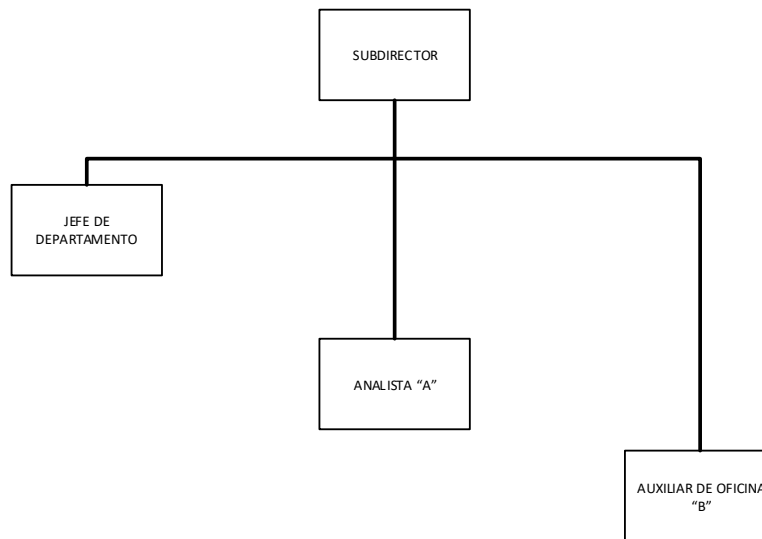 SUBDIRECTOR
JEFE DE
DEPARTAMENTO
ANALISTA “A”
AUXILIAR DE OFICINA
“B”